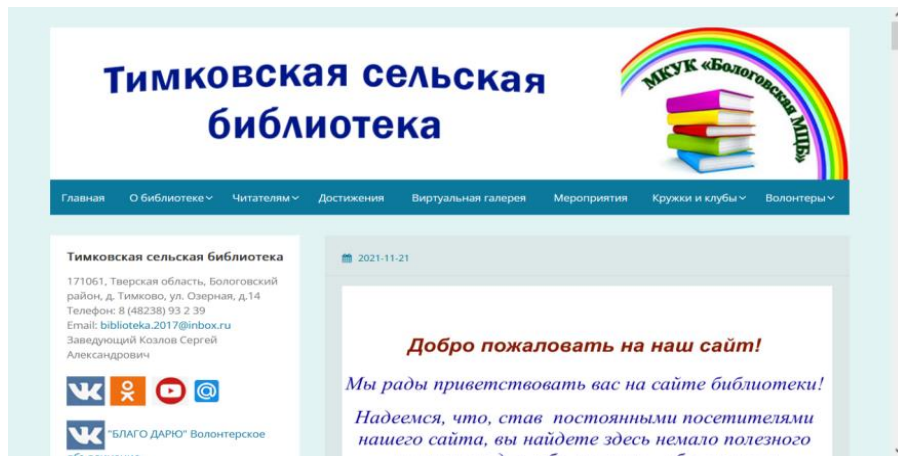 Тимковская сельская
библиотека
МКУК «Бологовская МЦБ»
Главная О библиотеке Читателям Достижения Виртуальная галерея Мероприятия Кружки и клубы Волонтеры
Тимковская сельская библиотека
171061, Тверская область, Бологовский
район, д. Тимково, ул. Озерная, д.14
Телефон: 8 (48238) 93 2 39
Email: biblioteka.2017@inbox.ru
Заведующий Козлов Сергей
Александрович
"БЛАГО ДАРЮ" Волонтерское
2021-11-21
Добро пожаловать на наш сайт!
Мы рады приветствовать вас на сайте библиотеки!
Надеемся, что, став постоянными посетителями
нашего сайта, вы найдете здесь немало полезного